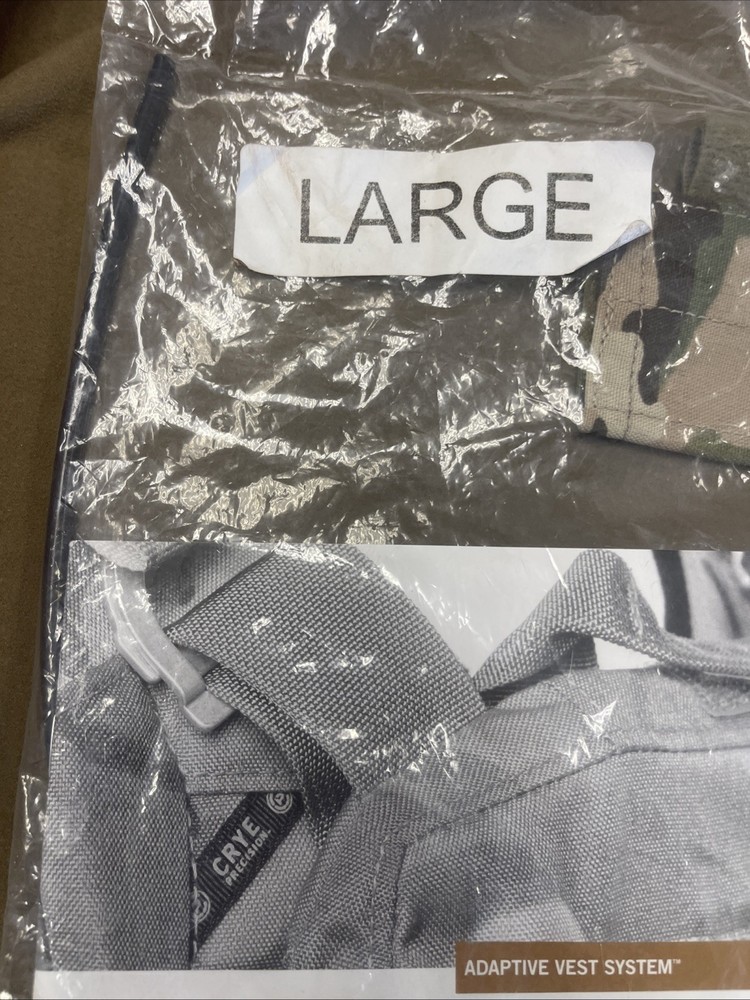 LARGE
CRYE
PRECISION.
ADAPTIVE VEST SYSTEM™